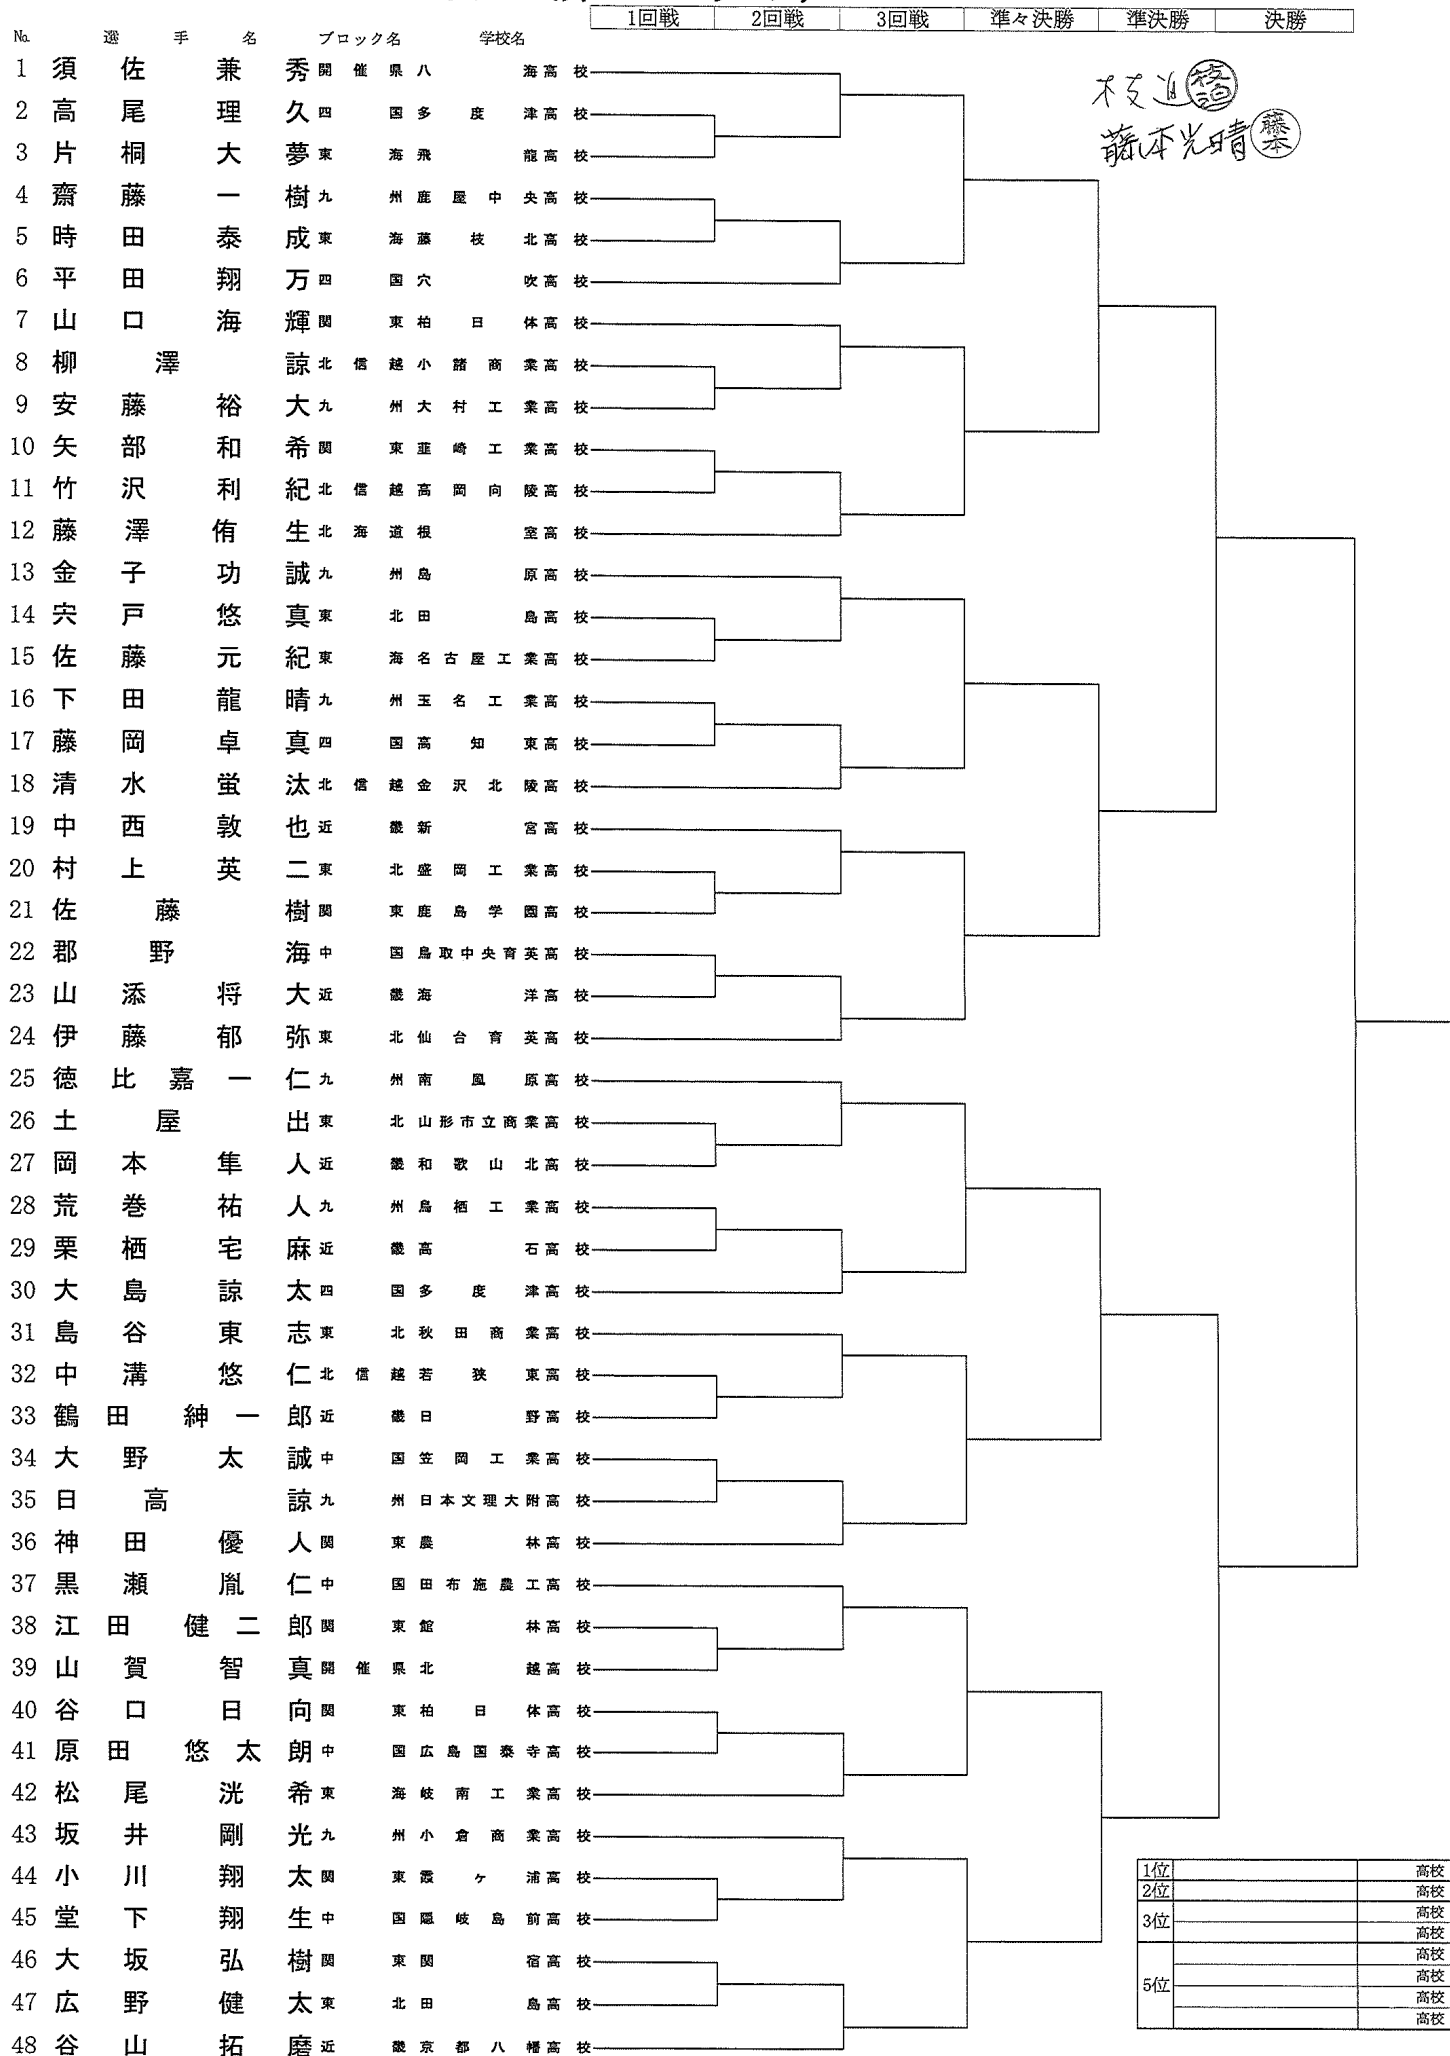 1回戦 2回戦 3回戦 準々決勝 準決勝 決勝
№ 選手名 ブロック名 学校名
1 須佐兼秀 開催県 八海高校
2 高尾理久 四国 多度津高校
3 片桐大夢 東海 飛龍高校
4 齋藤一樹 九州 鹿屋中央高校
5 時田泰成 東海 藤枝北高校
6 平田翔万 四国 穴吹高校
7 山口海輝 関東 柏日体高校
8 柳澤諒 北信越 小諸商業高校
9 安藤裕大 九州 大村工業高校
10 矢部和希 関東 韮崎工業高校
11 竹沢利紀 北信越 高岡向陵高校
12 藤澤侑生 北海道 根室高校
13 金子功誠 九州 島原高校
14 宍戸悠真 東北 田島高校
15 佐藤元紀 東海 名古屋工業高校
16 下田龍晴 九州 玉名工業高校
17 藤岡卓真 四国 高知東高校
18 清水蛍汰 北信越 金沢北陵高校
19 中西敦也 近畿 新宮高校
20 村上英二 東北 盛岡工業高校
21 佐藤樹 関東 鹿島学園高校
22 郡野海 中国 鳥取中央育英高校
23 山添将大 近畿 海洋高校
24 伊藤郁弥 東北 仙台育英高校
25 徳比嘉一仁 九州 南風原高校
26 土屋出 東北 山形市立商業高校
27 岡本隼人 近畿 和歌山北高校
28 荒巻祐人 九州 鳥栖工業高校
29 栗栖宅麻 近畿 高石高校
30 大島諒太 四国 多度津高校
31 島谷東志 東北 秋田商業高校
32 中溝悠仁 北信越 若狭東高校
33 鶴田紳一郎 近畿 日野高校
34 大野太誠 中国 笠岡工業高校
35 日高諒 九州 日本文理大附高校
36 神田優人 関東 農林高校
37 黒瀬胤仁 中国 田布施農工高校
38 江田健二郎 関東 館林高校
39 山賀智真 開催県 北越高校
40 谷口日向 関東 柏日体高校
41 原田悠太朗 中国 広島国泰寺高校
42 松尾洸希 東海 岐南工業高校
43 坂井剛光 九州 小倉商業高校
44 小川翔太 関東 霞ヶ浦高校
45 堂下翔生 中国 隠岐島前高校
46 大坂弘樹 関東 関宿高校
47 広野健太 東北 田島高校
48 谷山拓磨 近畿 京都八幡高校
藤本光晴 藤本
1位 高校
2位 高校
3位 高校
高校
5位 高校
高校
高校
高校